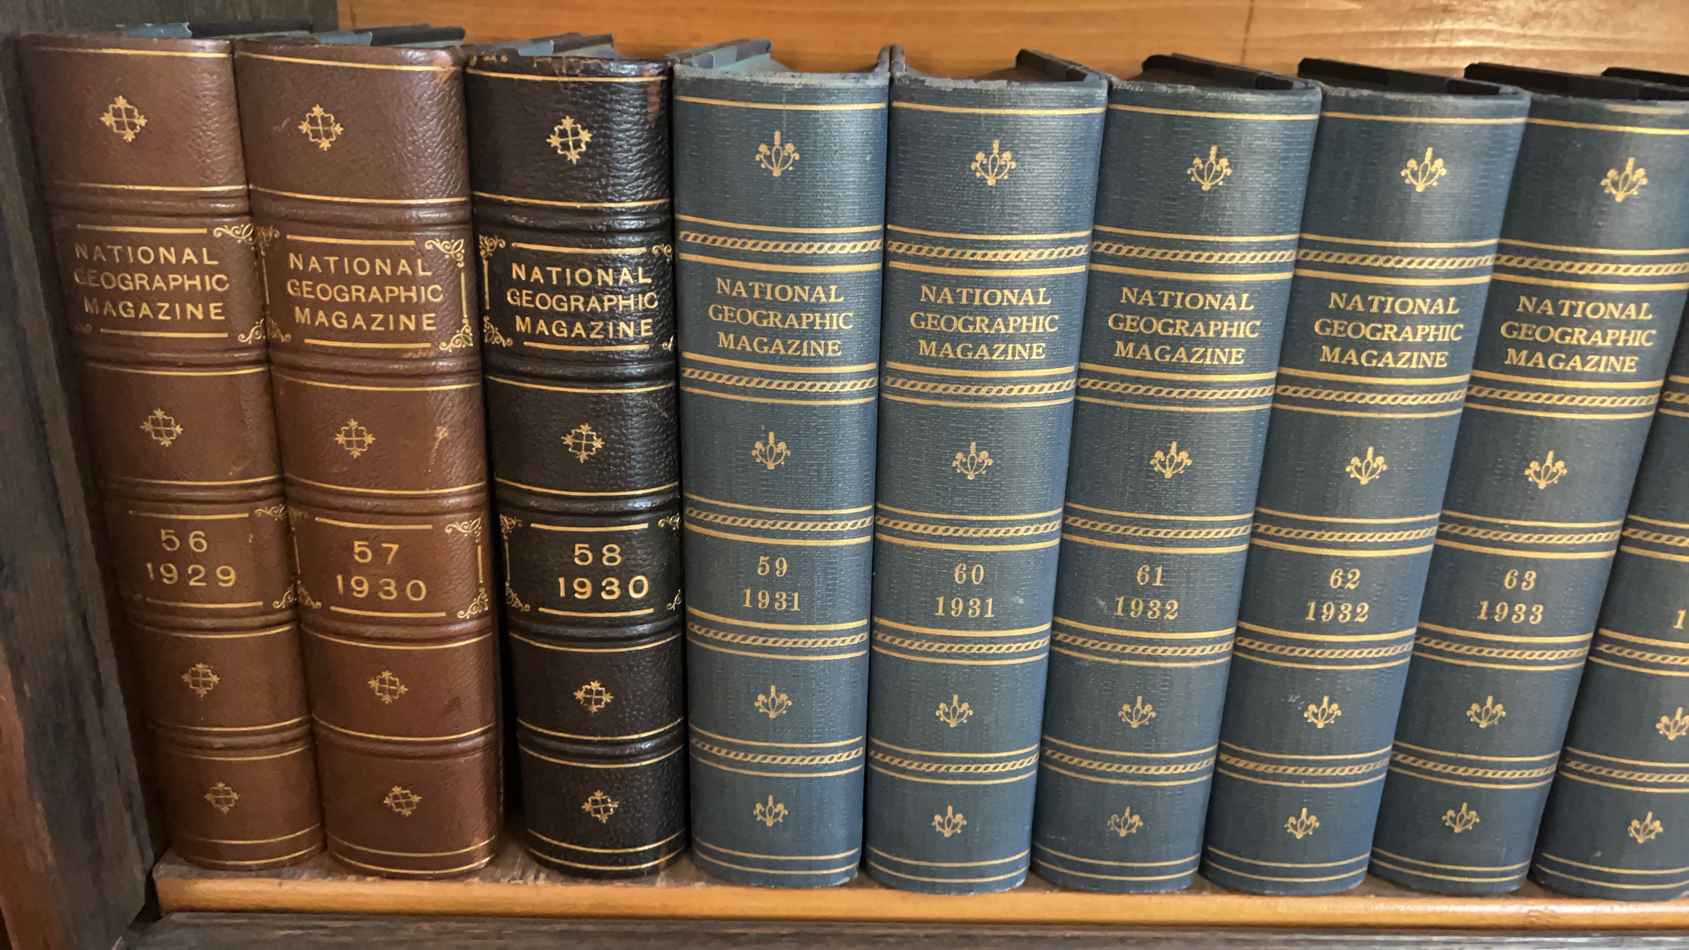 NATIONAL
GEOGRAPHIC
MAGAZINE
56
1929
NATIONAL
GEOGRAPHIC
MAGAZINE
57
1930
NATIONAL
GEOGRAPHIC
MAGAZINE
58
1930
NATIONAL
GEOGRAPHIC
MAGAZINE
59
1931
NATIONAL
GEOGRAPHIC
MAGAZINE
60
1931
NATIONAL
GEOGRAPHIC
MAGAZINE
61
1932
NATIONAL
GEOGRAPHIC
MAGAZINE
62
1932
NATIONAL
GEOGRAPHIC
MAGAZINE
63
1933